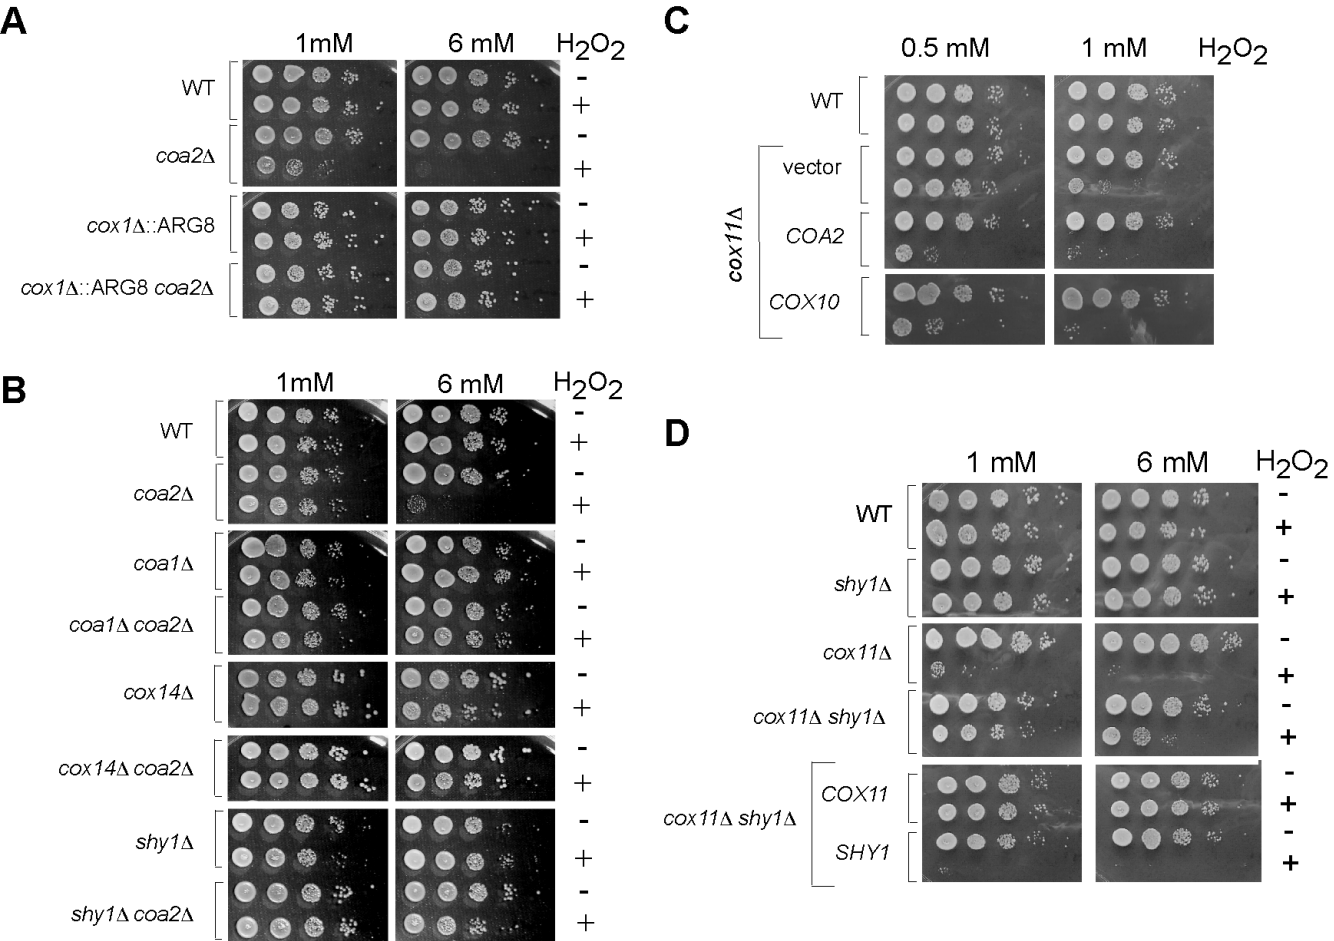 A
1mM 6 mM H2O2
WT - +
coa2Δ - +
cox1Δ::ARG8 - +
cox1Δ::ARG8 coa2Δ - +
B
1mM 6 mM H2O2
WT - +
coa2Δ - +
coa1Δ - +
coa1Δ coa2Δ - +
cox14Δ - +
cox14Δ coa2Δ - +
shy1Δ - +
shy1Δ coa2Δ - +
C
0.5 mM 1 mM H2O2
WT
cox11Δ
vector
COA2
COX10
D
1 mM 6 mM H2O2
WT - +
shy1Δ - +
cox11Δ - +
cox11Δ shy1Δ - +
cox11Δ shy1Δ
COX11 - +
SHY1 - +